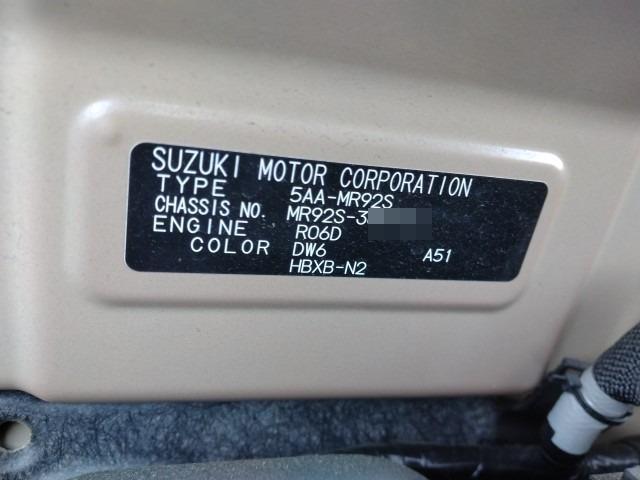 SUZUKI MOTOR CORPORATION
TYPE 5AA-MR92S
CHASSIS NO. MR92S-3
ENGINE R06D
COLOR DW6 A51
HBXB-N2